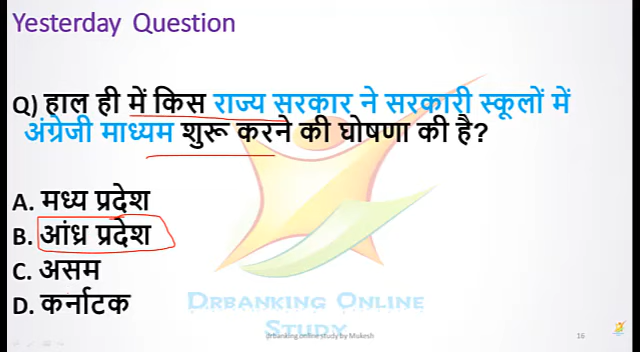 Yesterday Question
Q) हाल ही में किस राज्य सरकार ने सरकारी स्कूलों में
अंग्रेजी माध्यम शुरू करने की घोषणा की है?
A. मध्य प्रदेश
B. आंध्र प्रदेश
C. असम
D. कर्नाटक
DRBANKING ONLINE
STUDY
drbanking online study by Mukesh
16